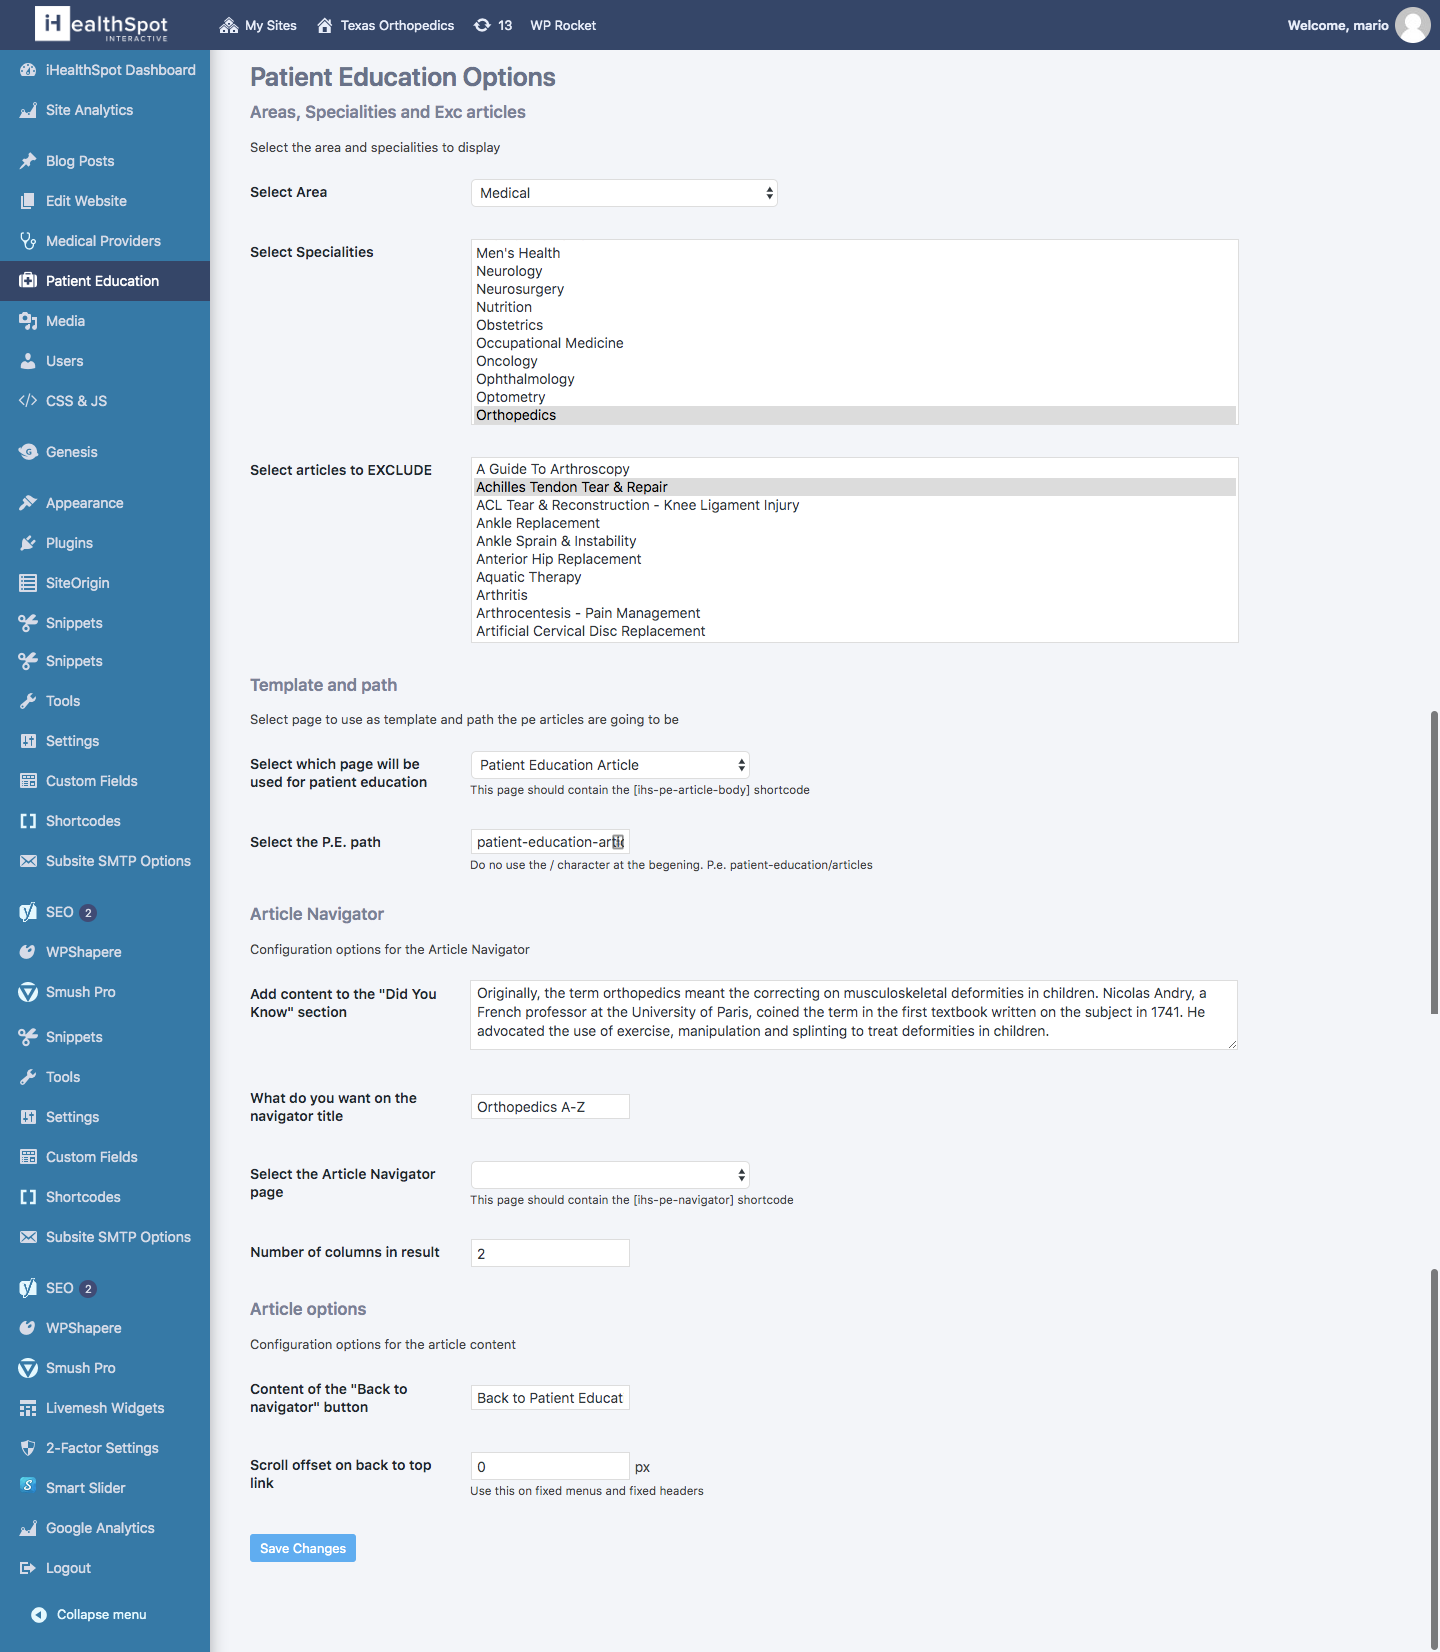 iHealthSpot
INTERACTIVE
My Sites
Texas Orthopedics
13
WP Rocket
Welcome, mario
iHealthSpot Dashboard
Site Analytics
Blog Posts
Edit Website
Medical Providers
Patient Education
Media
Users
CSS & JS
Genesis
Appearance
Plugins
SiteOrigin
Snippets
Snippets
Tools
Settings
Custom Fields
Shortcodes
Subsite SMTP Options
SEO 2
WPShapere
Smush Pro
Snippets
Tools
Settings
Custom Fields
Shortcodes
Subsite SMTP Options
SEO 2
WPShapere
Smush Pro
Livemesh Widgets
2-Factor Settings
Smart Slider
Google Analytics
Logout
Collapse menu
Patient Education Options
Areas, Specialities and Exc articles
Select the area and specialities to display
Select Area
Medical
Select Specialities
Men's Health
Neurology
Neurosurgery
Nutrition
Obstetrics
Occupational Medicine
Oncology
Ophthalmology
Optometry
Orthopedics
Select articles to EXCLUDE
A Guide To Arthroscopy
Achilles Tendon Tear & Repair
ACL Tear & Reconstruction - Knee Ligament Injury
Ankle Replacement
Ankle Sprain & Instability
Anterior Hip Replacement
Aquatic Therapy
Arthritis
Arthrocentesis - Pain Management
Artificial Cervical Disc Replacement
Template and path
Select page to use as template and path the pe articles are going to be
Select which page will be
used for patient education
Patient Education Article
This page should contain the [ihs-pe-article-body] shortcode
Select the P.E. path
patient-education-artic
Do no use the / character at the begening. P.e. patient-education/articles
Article Navigator
Configuration options for the Article Navigator
Add content to the "Did You
Know" section
Originally, the term orthopedics meant the correcting on musculoskeletal deformities in children. Nicolas Andry, a
French professor at the University of Paris, coined the term in the first textbook written on the subject in 1741. He
advocated the use of exercise, manipulation and splinting to treat deformities in children.
What do you want on the
navigator title
Orthopedics A-Z
Select the Article Navigator
page
This page should contain the [ihs-pe-navigator] shortcode
Number of columns in result
2
Article options
Configuration options for the article content
Content of the "Back to
navigator" button
Back to Patient Educat
Scroll offset on back to top
link
0 px
Use this on fixed menus and fixed headers
Save Changes